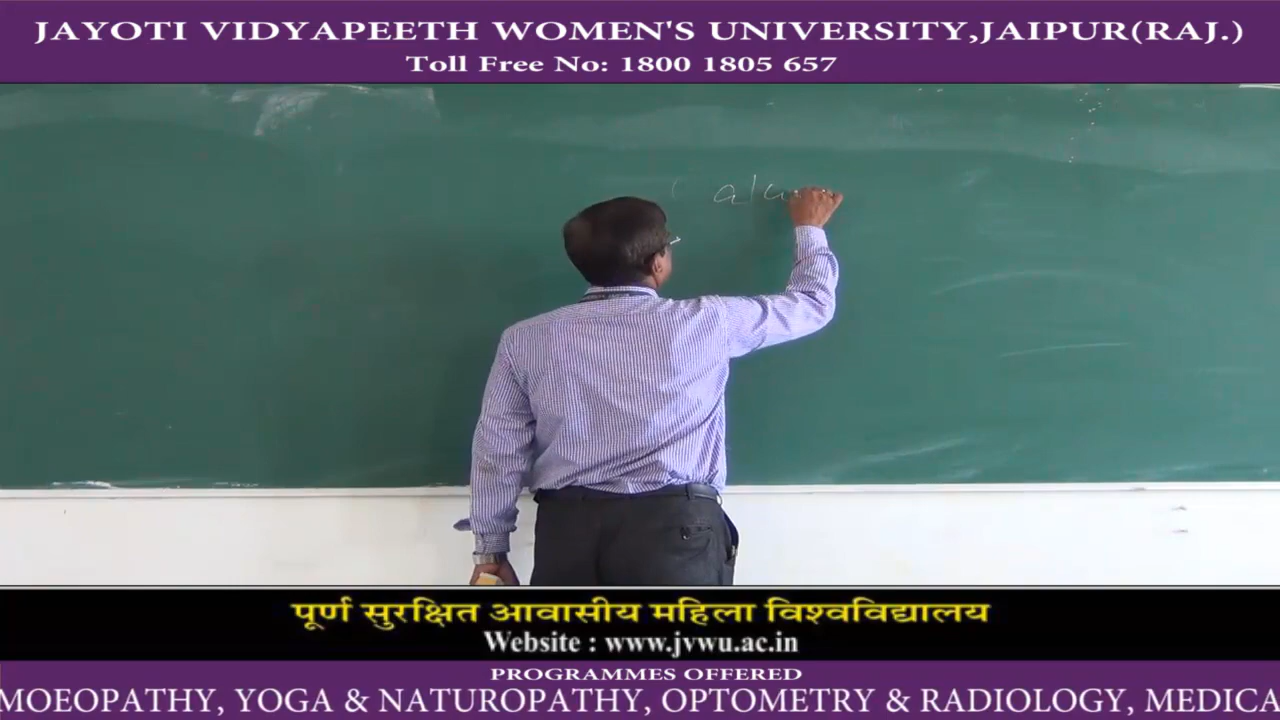 JAYOTI VIDYAPEETH WOMEN'S UNIVERSITY,JAIPUR(RAJ.)
Toll Free No: 1800 1805 657
पूर्ण सुरक्षित आवासीय महिला विश्वविद्यालय
Website : www.jvwu.ac.in
PROGRAMMES OFFERED
MOEOPATHY, YOGA & NATUROPATHY, OPTOMETRY & RADIOLOGY, MEDICA